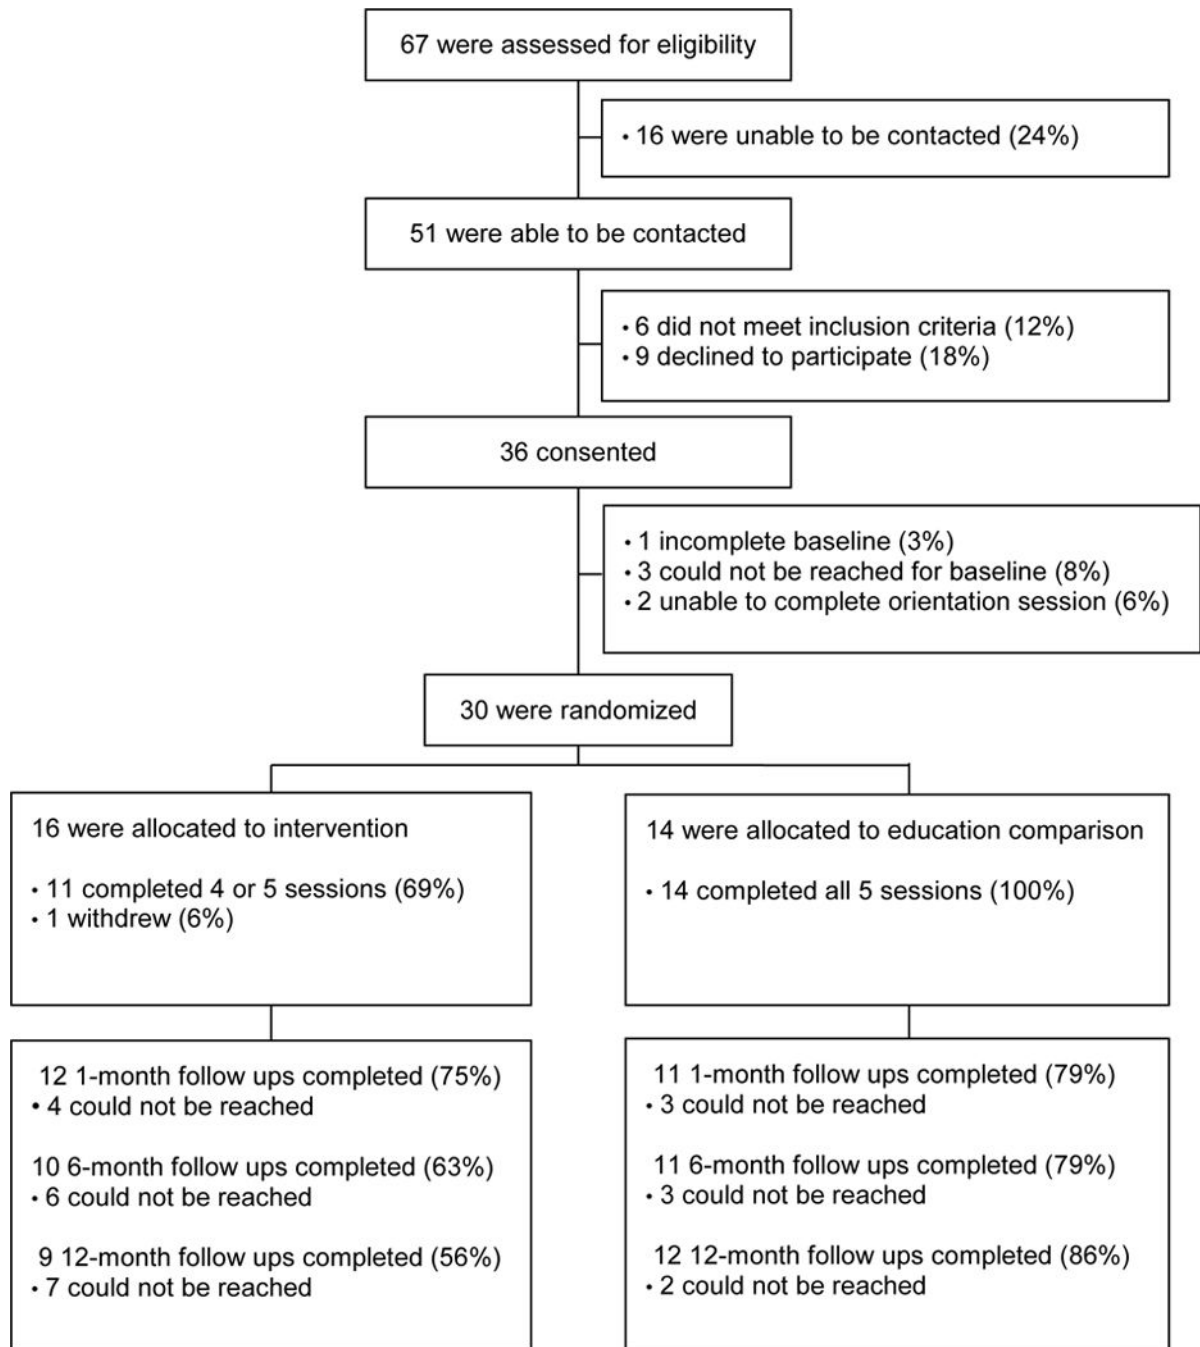 67 were assessed for eligibility
• 16 were unable to be contacted (24%)
51 were able to be contacted
• 6 did not meet inclusion criteria (12%)
• 9 declined to participate (18%)
36 consented
• 1 incomplete baseline (3%)
• 3 could not be reached for baseline (8%)
• 2 unable to complete orientation session (6%)
30 were randomized
16 were allocated to intervention
• 11 completed 4 or 5 sessions (69%)
• 1 withdrew (6%)
14 were allocated to education comparison
• 14 completed all 5 sessions (100%)
12 1-month follow ups completed (75%)
• 4 could not be reached
10 6-month follow ups completed (63%)
• 6 could not be reached
9 12-month follow ups completed (56%)
• 7 could not be reached
11 1-month follow ups completed (79%)
• 3 could not be reached
11 6-month follow ups completed (79%)
• 3 could not be reached
12 12-month follow ups completed (86%)
• 2 could not be reached